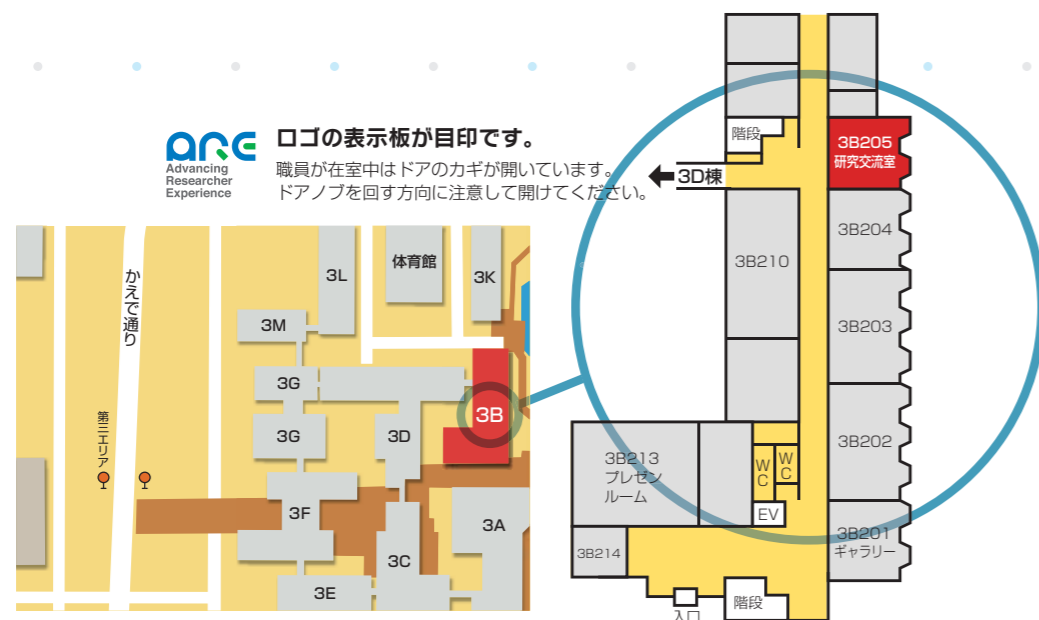 ARE
Advancing
Researcher
Experience
ロゴの表示板が目印です。
職員が在室中はドアのカギが開いています。
ドアノブを回す方向に注意して開けてください。
かえで通り
第三エリア
3L
体育館
3K
3M
3G
3B
3G
3D
3F
3A
3C
3E
階段
3B205
研究交流室
3D棟
3B204
3B210
3B203
3B202
3B213
プレゼン
ルーム
WC
WC
EV
3B201
ギャラリー
3B214
階段
入口